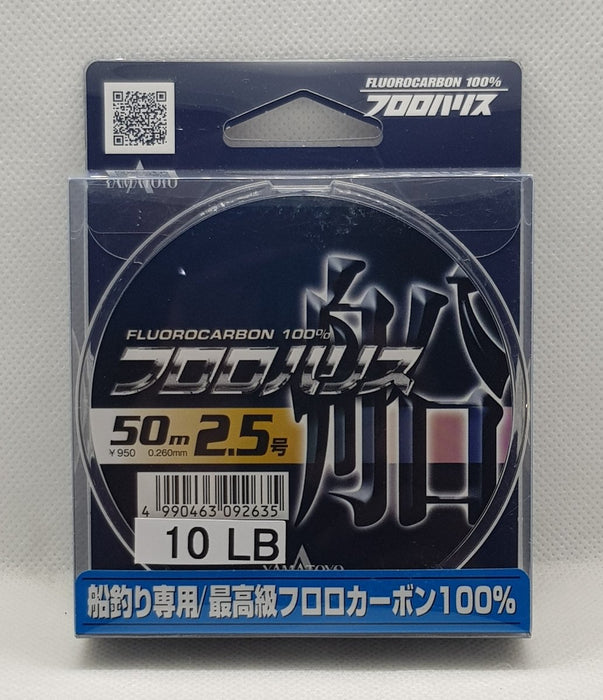 FLUOROCARBON 100%
フロロハリス
YAMATOYO
船
FLUOROCARBON 100%
フロロハリス
50m 2.5号
¥950 0.260mm
4 990463 092635
10 LB
YAMATOYO
船釣り専用/最高級フロロカーボン100%